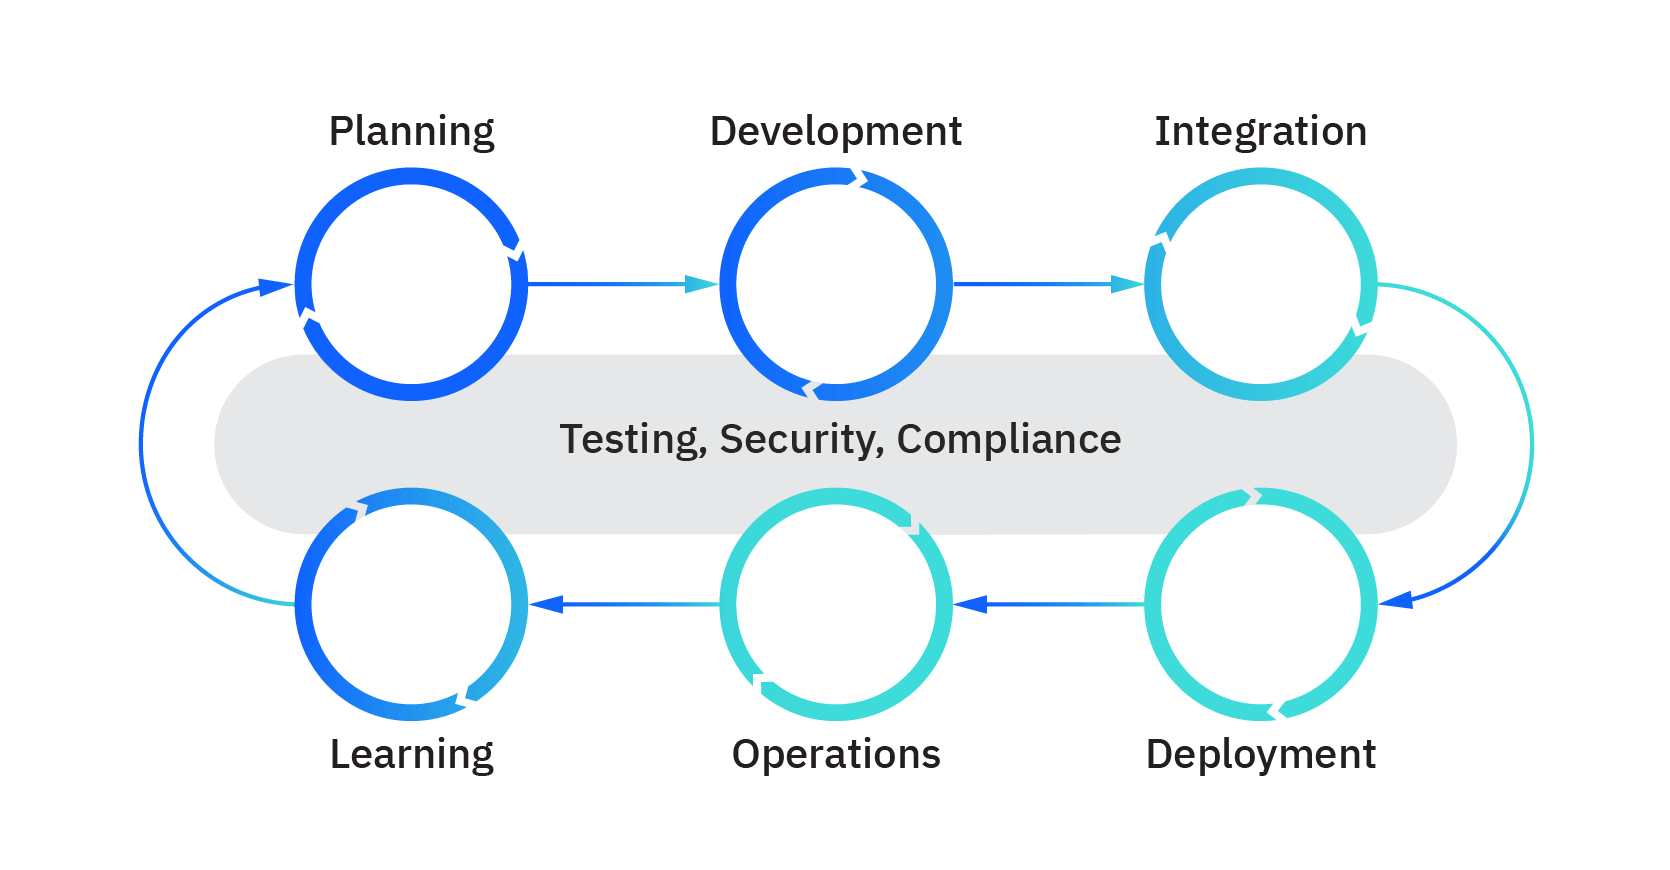 Planning
Development
Integration
Testing, Security, Compliance
Learning
Operations
Deployment